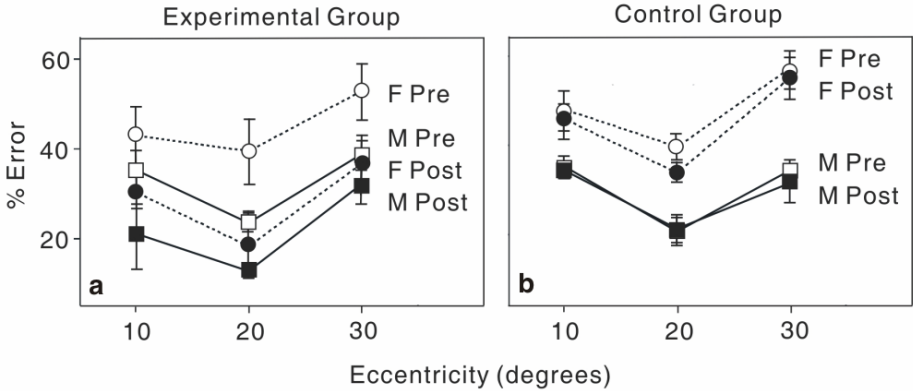 Experimental Group
Control Group
% Error
60
40
20
F Pre
M Pre
F Post
M Post
a
10
20
30
F Pre
F Post
M Pre
M Post
b
10
20
30
Eccentricity (degrees)